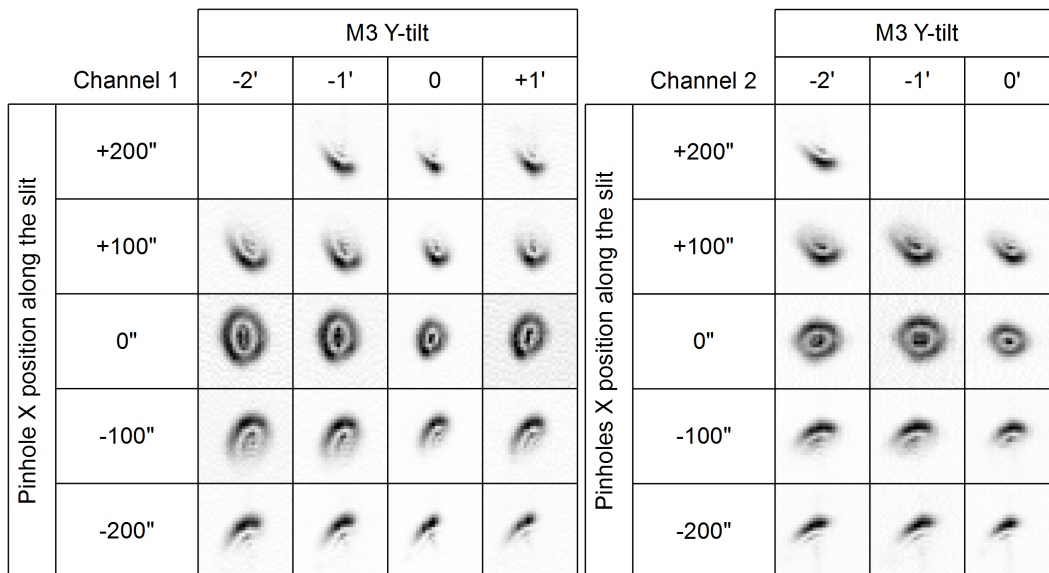 M3 Y-tilt
Channel 1 -2' -1' 0 +1'
Pinhole X position along the slit
+200"
+100"
0"
-100"
-200"
M3 Y-tilt
Channel 2 -2' -1' 0'
Pinholes X position along the slit
+200"
+100"
0"
-100"
-200"